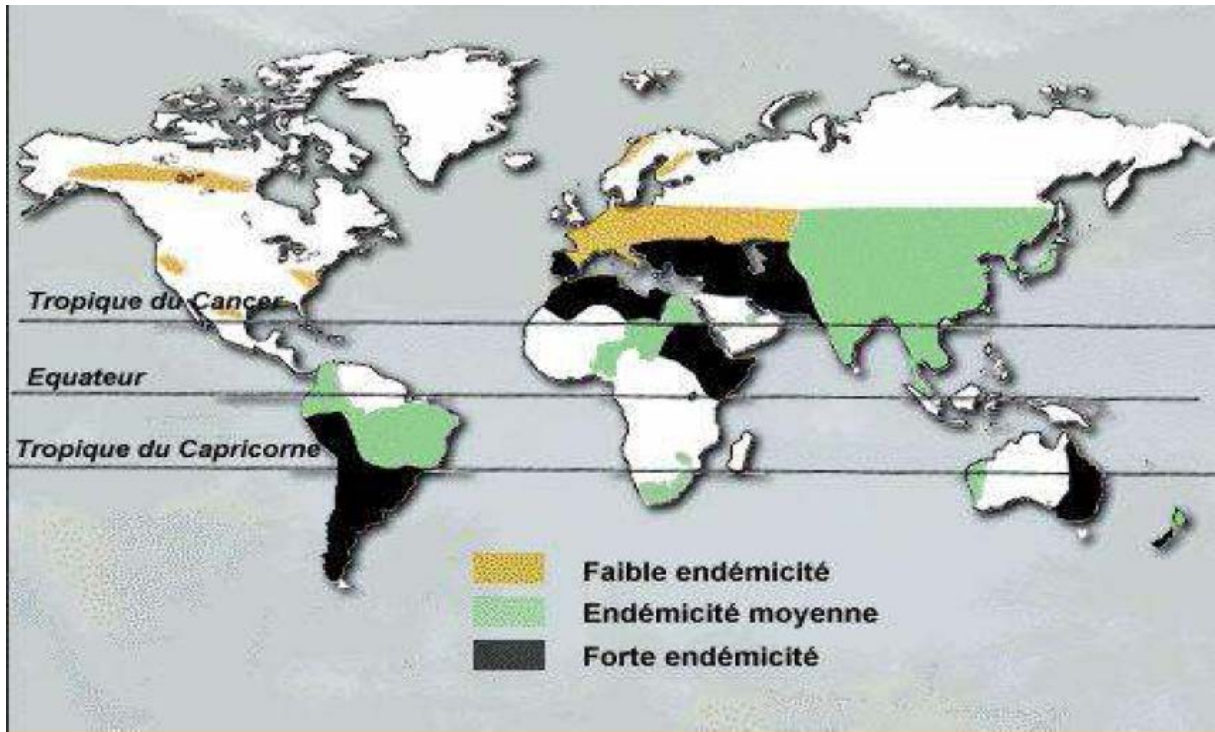 Tropique du Cancer
Equateur
Tropique du Capricorne
Faible endémicité
Endémicité moyenne
Forte endémicité